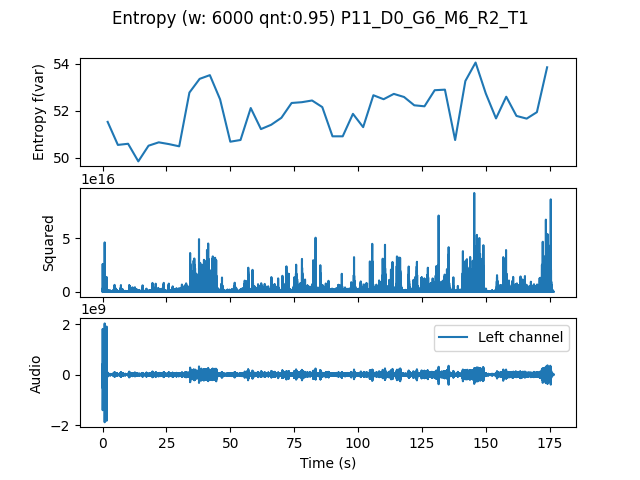 Entropy (w: 6000 qnt:0.95) P11_D0_G6_M6_R2_T1
Entropy f(var)
54
52
50
1e16
Squared
5
0
1e9
Audio
2
0
−2
Left channel
0 25 50 75 100 125 150 175
Time (s)